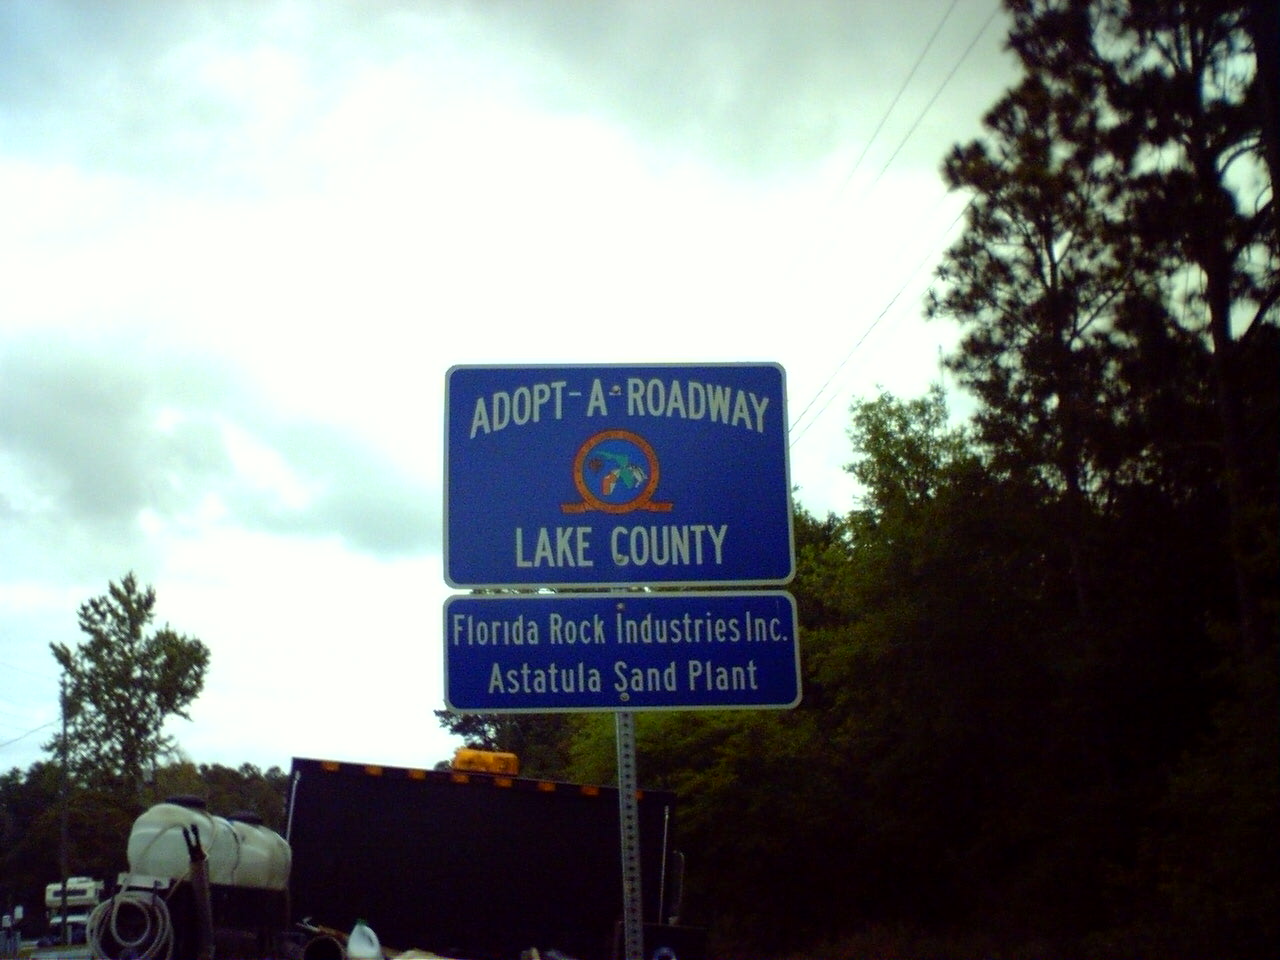 ADOPT-A-ROADWAY
LAKE COUNTY
Florida Rock Industries Inc.
Astatula Sand Plant